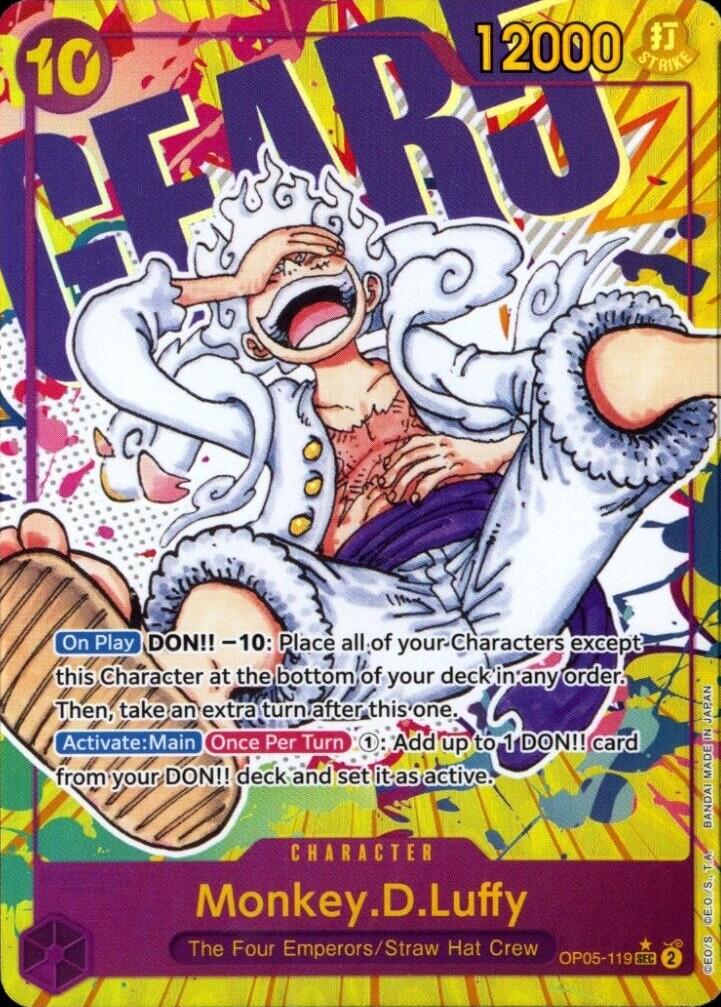 10
12000
打
STRIKE
GEAR5
On Play DON!! −10: Place all of your Characters except
this Character at the bottom of your deck in any order.
Then, take an extra turn after this one.
Activate:Main Once Per Turn ①: Add up to 1 DON!! card
from your DON!! deck and set it as active.
CHARACTER
Monkey.D.Luffy
The Four Emperors/Straw Hat Crew
OP05-119 ★ SEC 2
©E.O./S. ©E.O./S., T.A. BANDAI MADE IN JAPAN